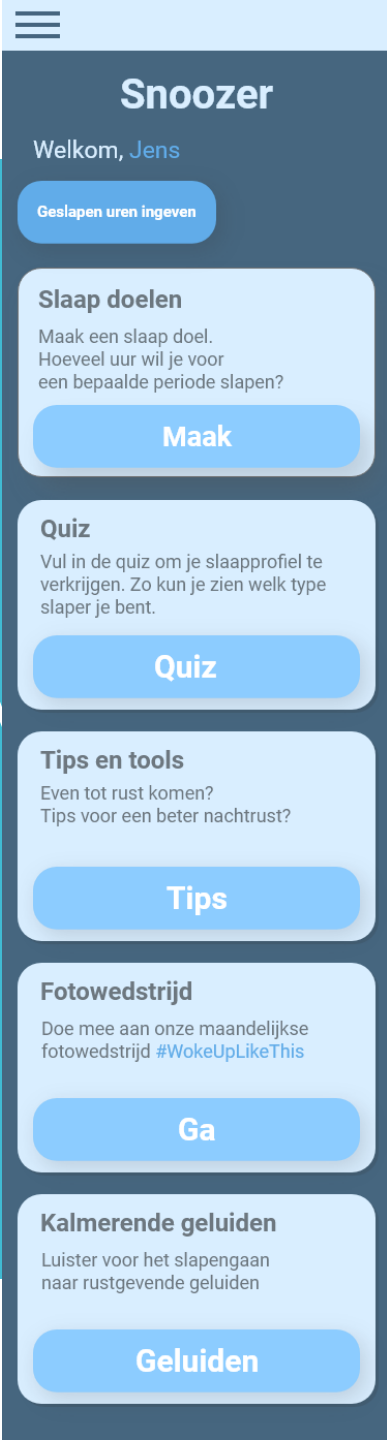 Snoozer
Welkom, Jens
Geslapen uren ingeven
Slaap doelen
Maak een slaap doel.
Hoeveel uur wil je voor
een bepaalde periode slapen?
Maak
Quiz
Vul in de quiz om je slaapprofiel te
verkrijgen. Zo kun je zien welk type
slaper je bent.
Quiz
Tips en tools
Even tot rust komen?
Tips voor een beter nachtrust?
Tips
Fotowedstrijd
Doe mee aan onze maandelijkse
fotowedstrijd #WokeUpLikeThis
Ga
Kalmerende geluiden
Luister voor het slapengaan
naar rustgevende geluiden
Geluiden